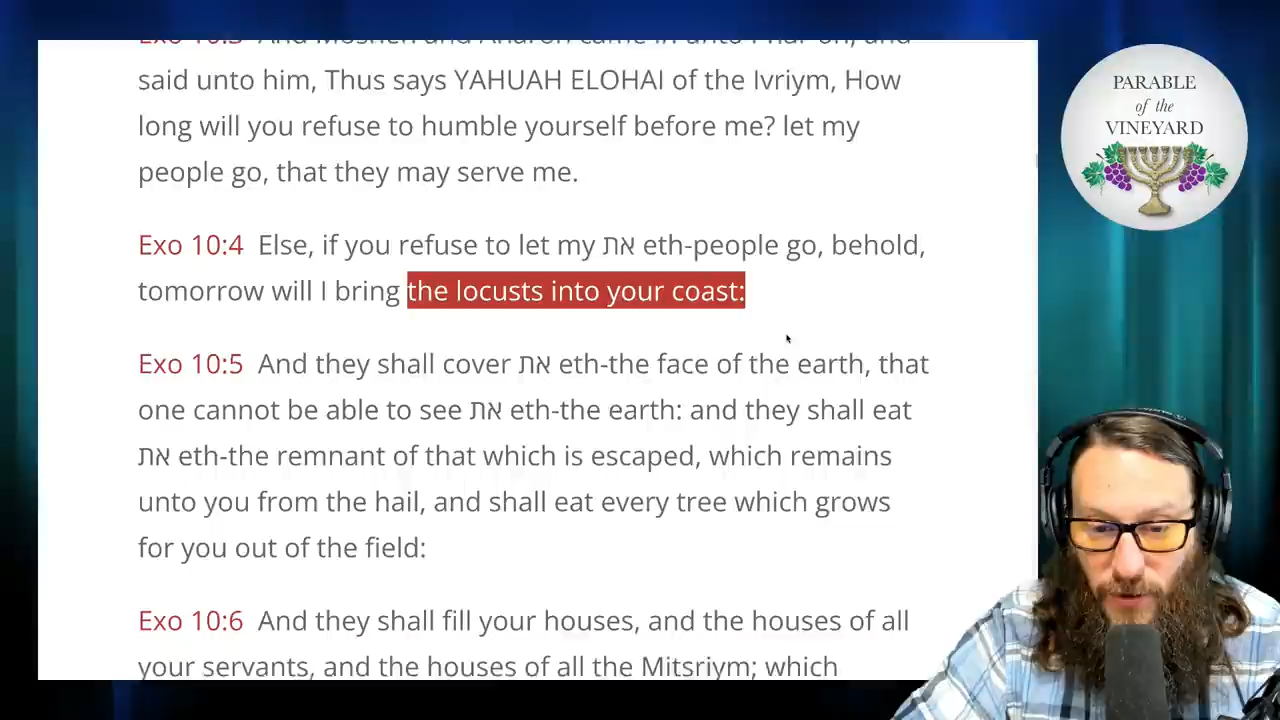 said unto him, Thus says YAHUAH ELOHAI of the Ivriym, How
long will you refuse to humble yourself before me? let my
people go, that they may serve me.
Exo 10:4 Else, if you refuse to let my את eth-people go, behold,
tomorrow will I bring the locusts into your coast:
Exo 10:5 And they shall cover את eth-the face of the earth, that
one cannot be able to see את eth-the earth: and they shall eat
את eth-the remnant of that which is escaped, which remains
unto you from the hail, and shall eat every tree which grows
for you out of the field:
Exo 10:6 And they shall fill your houses, and the houses of all
your servants, and the houses of all the Mitsriym; which
PARABLE
of the
VINEYARD